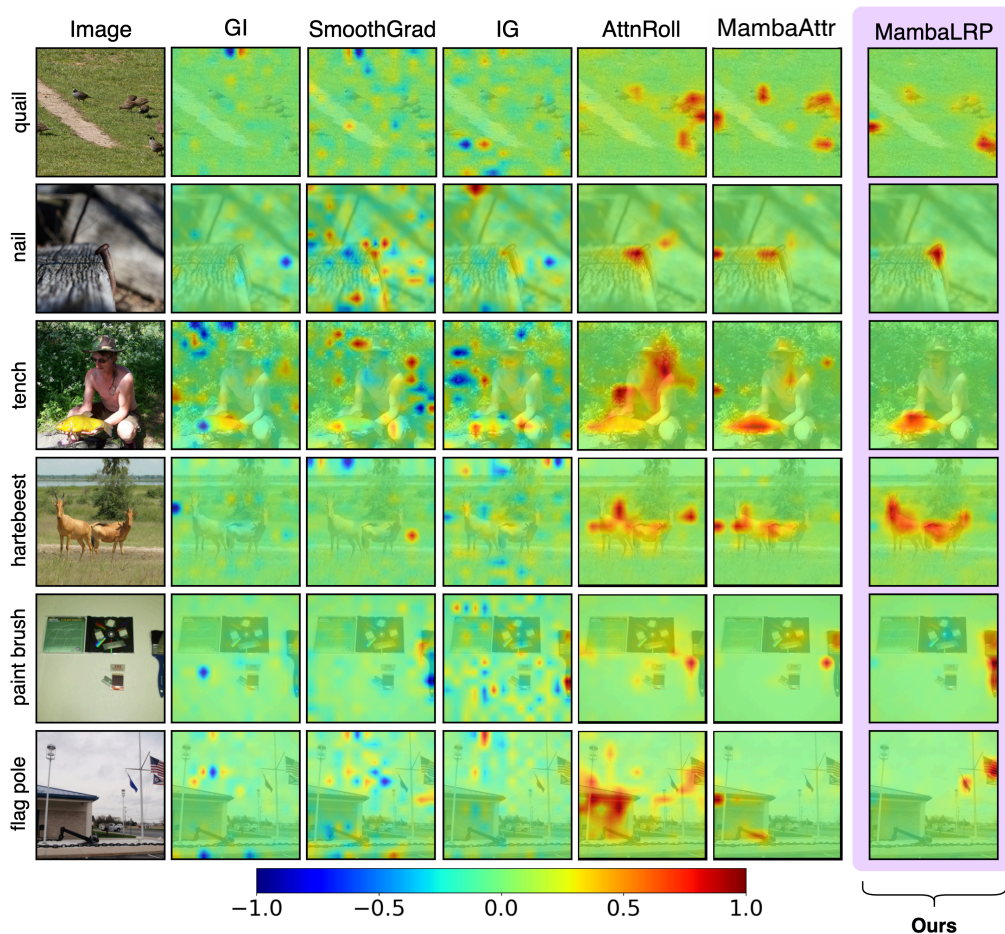 Image GI SmoothGrad IG AttnRoll MambaAttr MambaLRP
quail
nail
tench
hartebeest
paint brush
flag pole
−1.0 −0.5 0.0 0.5 1.0
Ours